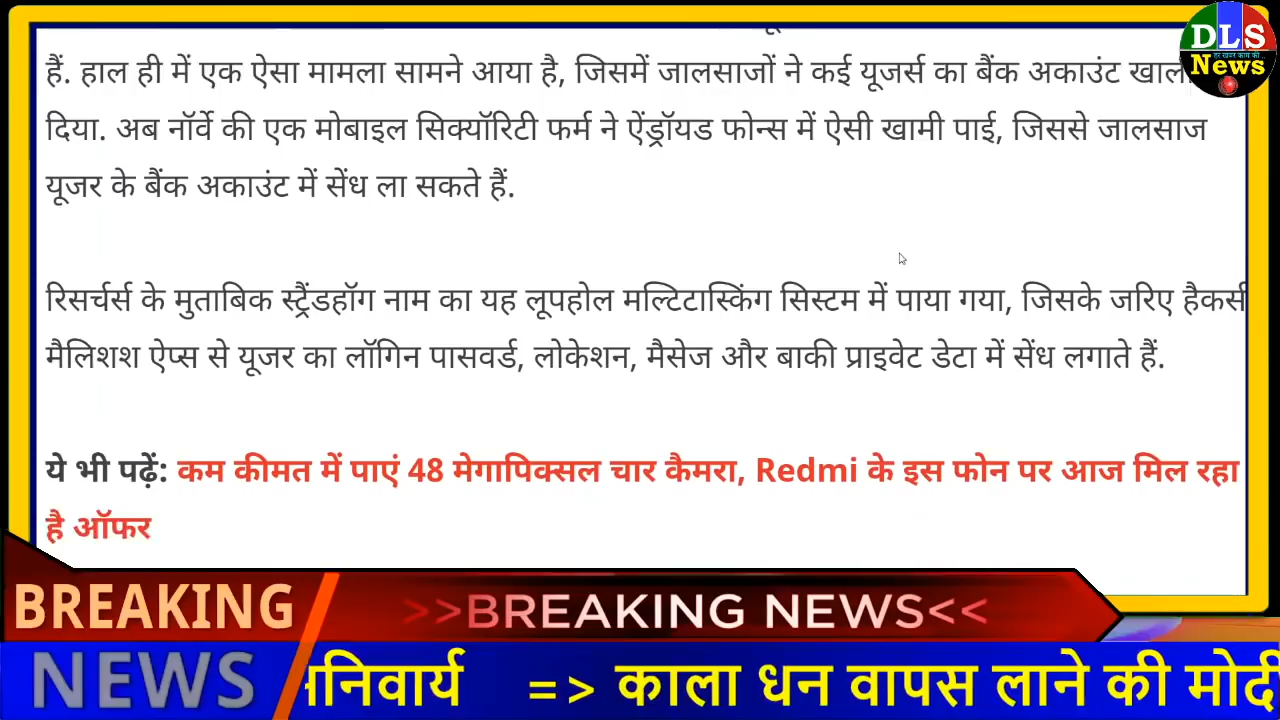 हैं. हाल ही में एक ऐसा मामला सामने आया है, जिसमें जालसाजों ने कई यूजर्स का बैंक अकाउंट
दिया. अब नॉर्वे की एक मोबाइल सिक्यॉरिटी फर्म ने ऐंड्रॉयड फोन्स में ऐसी खामी पाई, जिससे जालसाज
यूजर के बैंक अकाउंट में सेंध ला सकते हैं.
रिसर्चर्स के मुताबिक स्ट्रैंडहॉग नाम का यह लूपहोल मल्टिटास्किंग सिस्टम में पाया गया, जिसके जरिए हैकर्स
मैलिशश ऐप्स से यूजर का लॉगिन पासवर्ड, लोकेशन, मैसेज और बाकी प्राइवेट डेटा में सेंध लगाते हैं.
ये भी पढ़ें: कम कीमत में पाएं 48 मेगापिक्सल चार कैमरा, Redmi के इस फोन पर आज मिल रहा
है ऑफर
DLS
News
BREAKING
NEWS
>>BREAKING NEWS<<
=> काला धन वापस लाने की मोदी